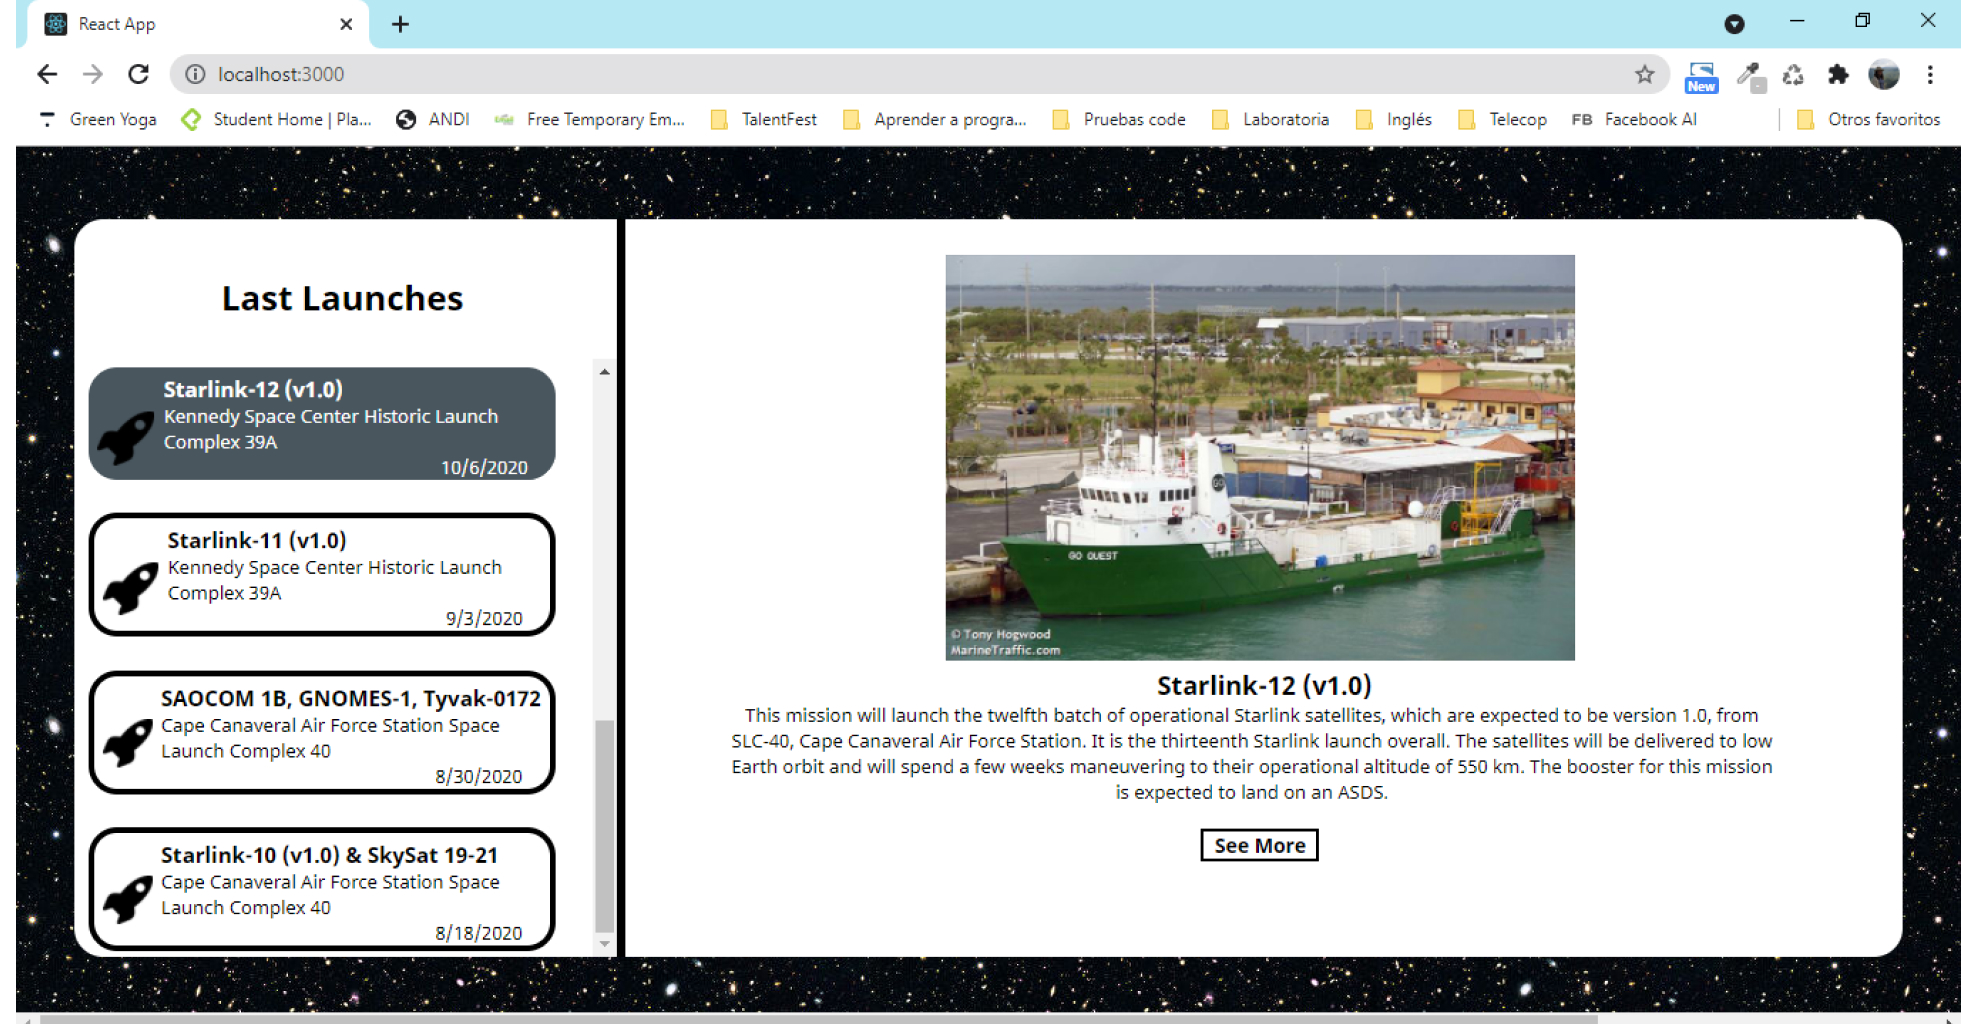 React App
localhost:3000
New
Green Yoga
Student Home | Pla...
ANDI
Free Temporary Em...
TalentFest
Aprender a progra...
Pruebas code
Laboratoria
Inglés
Telecop
FB Facebook AI
Otros favoritos
Last Launches
Starlink-12 (v1.0)
Kennedy Space Center Historic Launch
Complex 39A
10/6/2020
Starlink-11 (v1.0)
Kennedy Space Center Historic Launch
Complex 39A
9/3/2020
SAOCOM 1B, GNOMES-1, Tyvak-0172
Cape Canaveral Air Force Station Space
Launch Complex 40
8/30/2020
Starlink-10 (v1.0) & SkySat 19-21
Cape Canaveral Air Force Station Space
Launch Complex 40
8/18/2020
GO
GO QUEST
© Tony Hogwood
MarineTraffic.com
Starlink-12 (v1.0)
This mission will launch the twelfth batch of operational Starlink satellites, which are expected to be version 1.0, from
SLC-40, Cape Canaveral Air Force Station. It is the thirteenth Starlink launch overall. The satellites will be delivered to low
Earth orbit and will spend a few weeks maneuvering to their operational altitude of 550 km. The booster for this mission
is expected to land on an ASDS.
See More